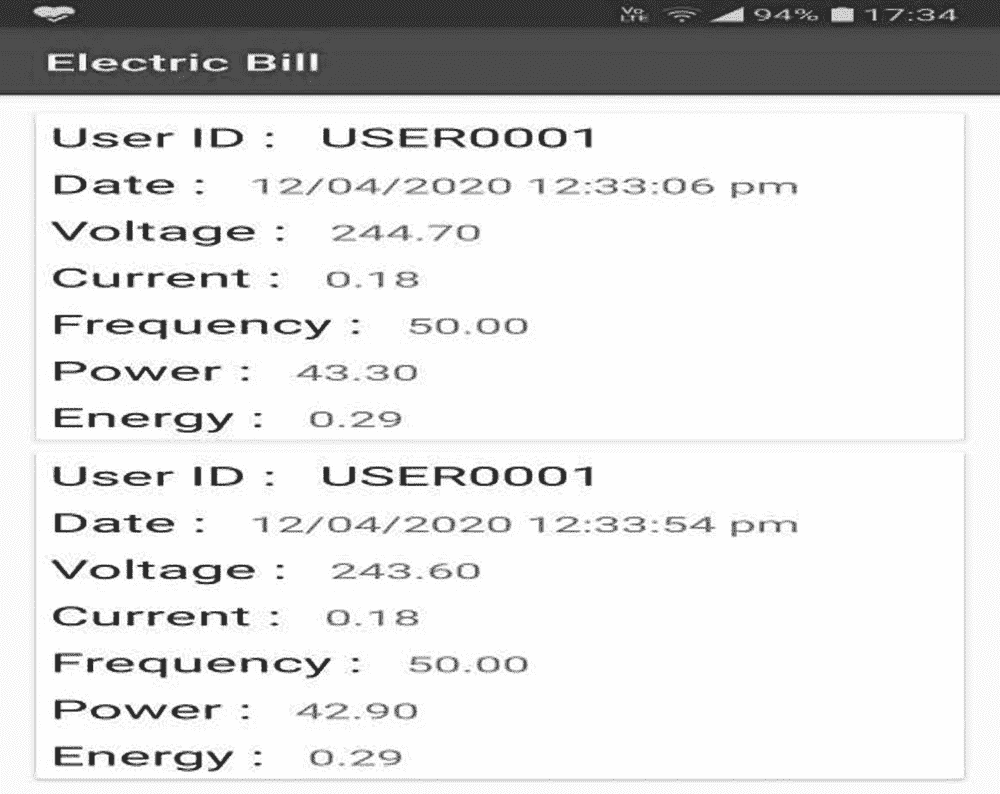 Vo LTE 94% 17:34
Electric Bill
User ID : USER0001
Date : 12/04/2020 12:33:06 pm
Voltage : 244.70
Current : 0.18
Frequency : 50.00
Power : 43.30
Energy : 0.29
User ID : USER0001
Date : 12/04/2020 12:33:54 pm
Voltage : 243.60
Current : 0.18
Frequency : 50.00
Power : 42.90
Energy : 0.29